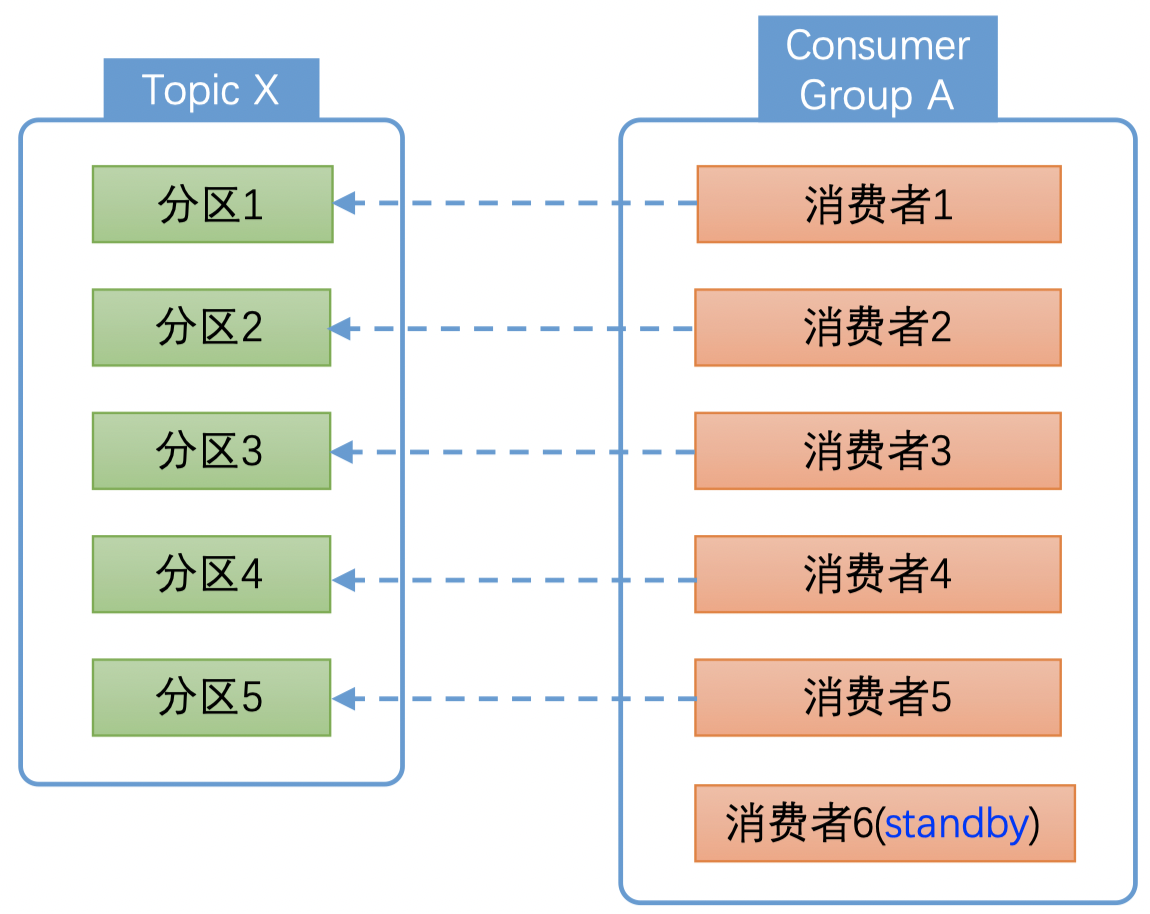 Topic X
分区1
分区2
分区3
分区4
分区5
Consumer
Group A
消费者1
消费者2
消费者3
消费者4
消费者5
消费者6(standby)